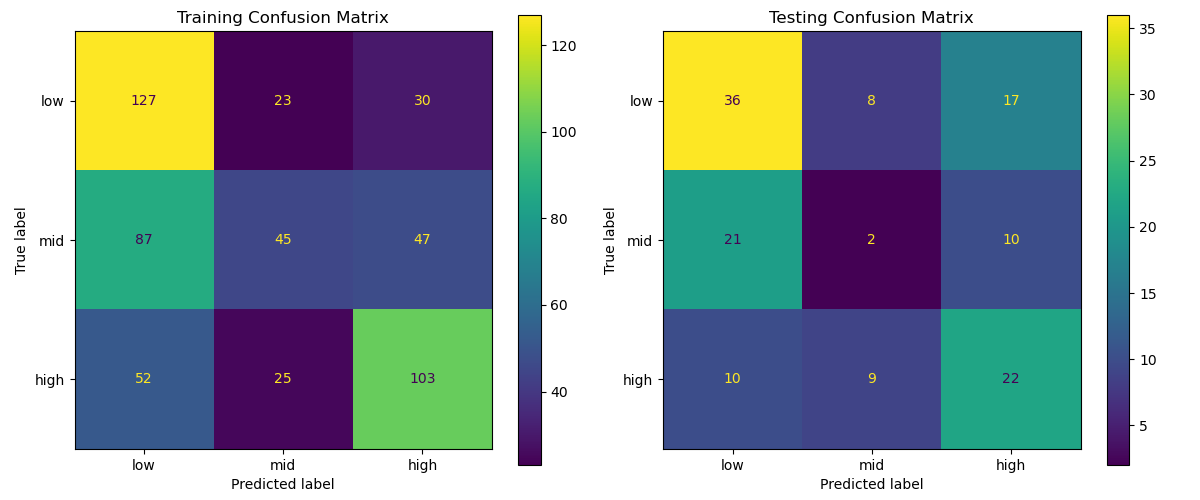 Training Confusion Matrix
low
127
23
30
mid
87
45
47
high
52
25
103
low
mid
high
True label
Predicted label
120
100
80
60
40
Testing Confusion Matrix
low
36
8
17
mid
21
2
10
high
10
9
22
low
mid
high
True label
Predicted label
35
30
25
20
15
10
5